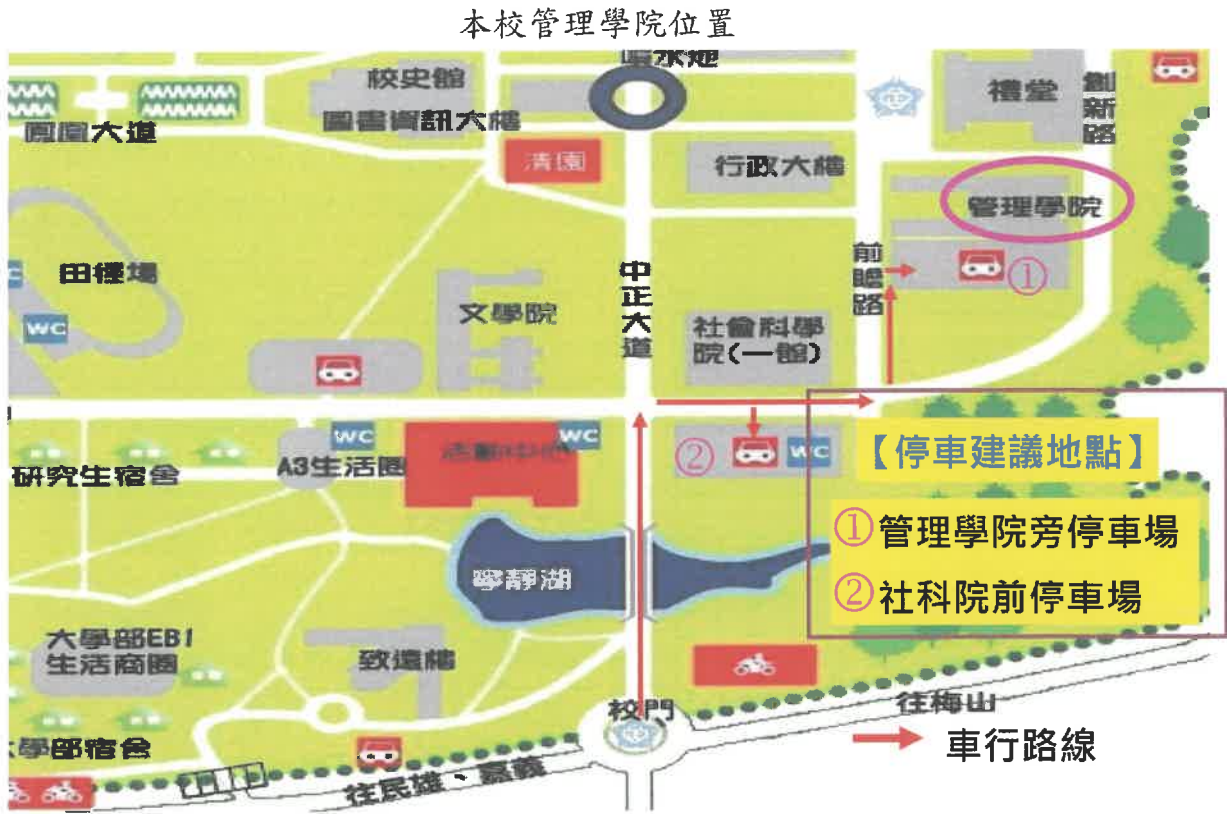 本校管理學院位置
噴水池
校史館
禮堂
創新路
圖書資訊大樓
鳳凰大道
清園
行政大樓
管理學院
田徑場
中正大道
前瞻路
①
WC
文學院
社會科學
院(一館)
WC
WC
活動中心
②
WC
【停車建議地點】
研究生宿舍
A3生活圈
①管理學院旁停車場
寧靜湖
②社科院前停車場
大學部EB1
生活商圈
致遠樓
校門
往梅山
大學部宿舍
車行路線
往民雄、嘉義